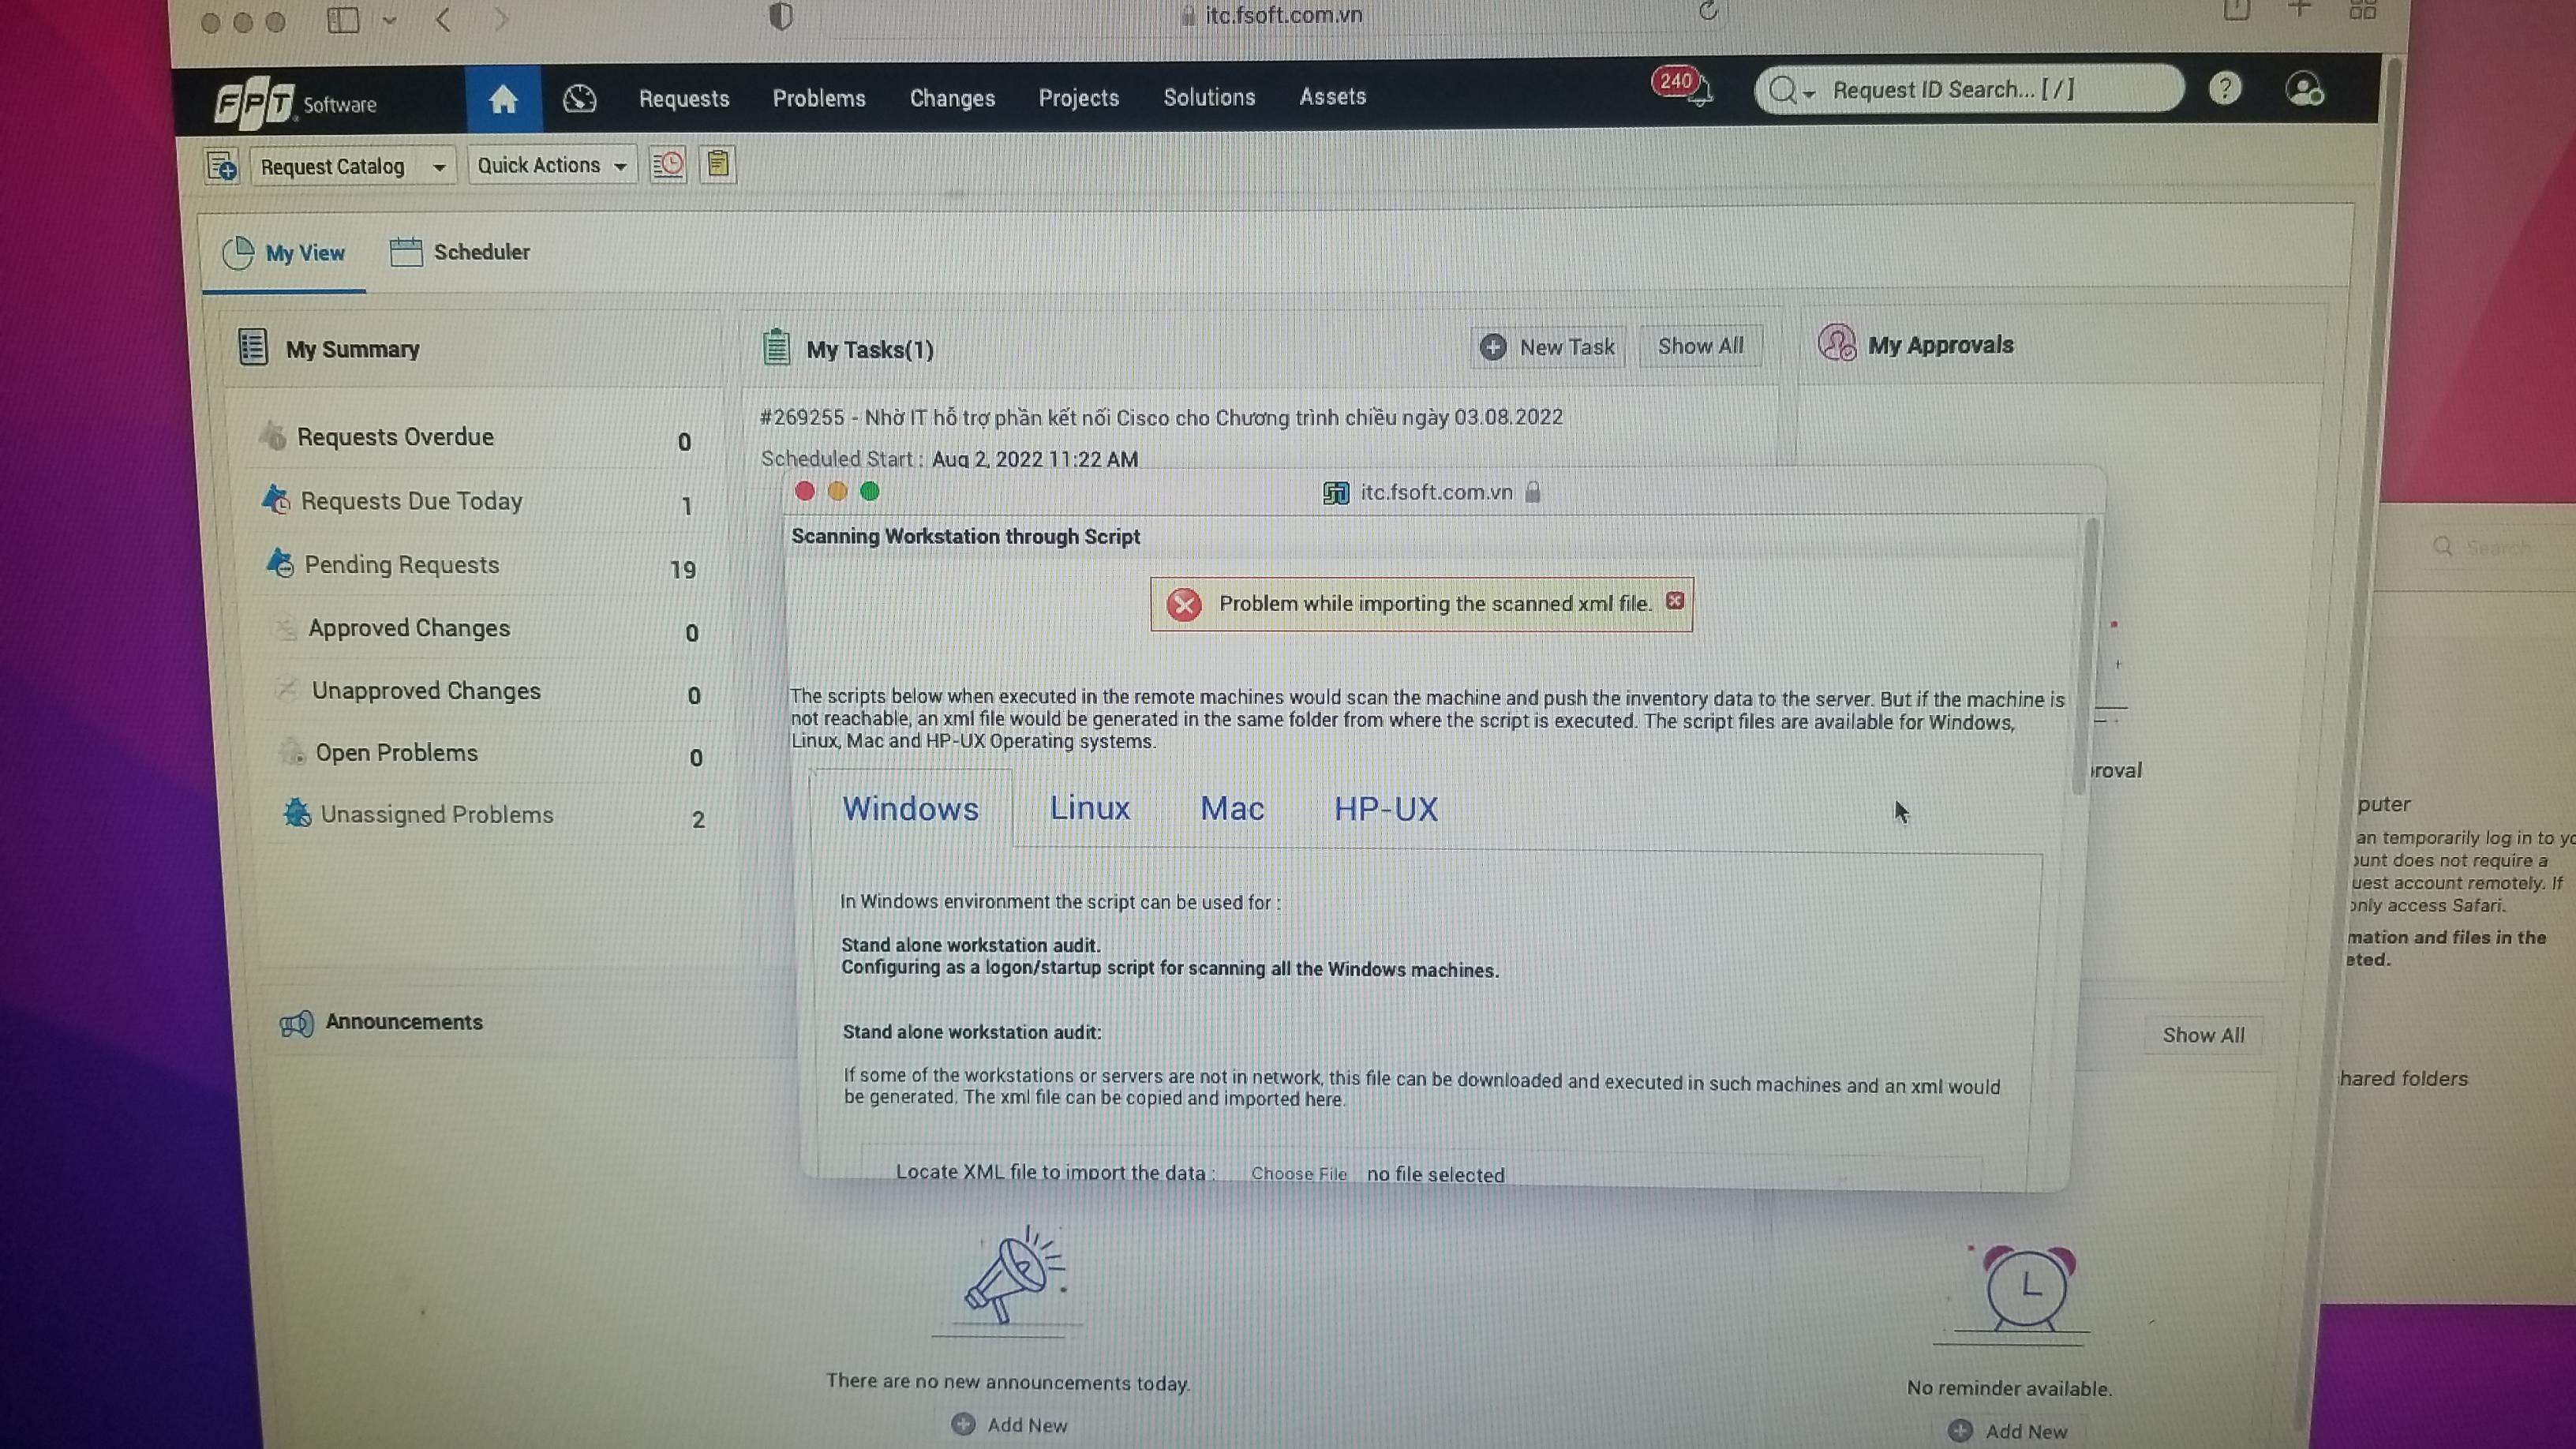 itc.fsoft.com.vn
FPT Software
Requests Problems Changes Projects Solutions Assets
240
Request ID Search... [ / ]
?
Request Catalog
Quick Actions
My View
Scheduler
My Summary
Requests Overdue 0
Requests Due Today 1
Pending Requests 19
Approved Changes 0
Unapproved Changes 0
Open Problems 0
Unassigned Problems 2
My Tasks(1)
New Task
Show All
#269255 - Nhờ IT hỗ trợ phần kết nối Cisco cho Chương trình chiều ngày 03.08.2022
Scheduled Start : Aug 2, 2022 11:22 AM
My Approvals
itc.fsoft.com.vn
Scanning Workstation through Script
Problem while importing the scanned xml file.
The scripts below when executed in the remote machines would scan the machine and push the inventory data to the server. But if the machine is
not reachable, an xml file would be generated in the same folder from where the script is executed. The script files are available for Windows,
Linux, Mac and HP-UX Operating systems.
Windows Linux Mac HP-UX
In Windows environment the script can be used for :
Stand alone workstation audit.
Configuring as a logon/startup script for scanning all the Windows machines.
Stand alone workstation audit:
If some of the workstations or servers are not in network, this file can be downloaded and executed in such machines and an xml would
be generated. The xml file can be copied and imported here.
Locate XML file to import the data : Choose File no file selected
roval
Search
puter
an temporarily log in to yo
ount does not require a
uest account remotely. If
only access Safari.
mation and files in the
eted.
hared folders
Announcements
Show All
There are no new announcements today.
Add New
No reminder available.
Add New